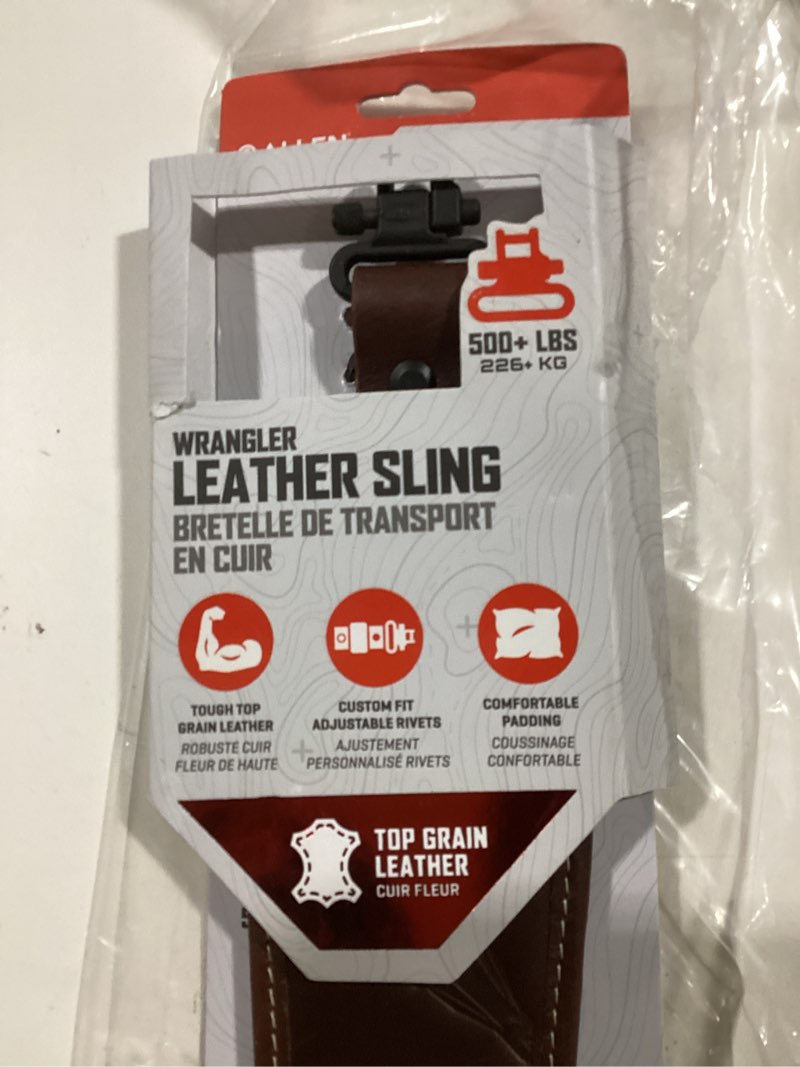 ALLEN
500+ LBS
226+ KG
WRANGLER
LEATHER SLING
BRETELLE DE TRANSPORT
EN CUIR
TOUGH TOP
GRAIN LEATHER
ROBUSTE CUIR
FLEUR DE HAUTE
CUSTOM FIT
ADJUSTABLE RIVETS
AJUSTEMENT
PERSONNALISÉ RIVETS
COMFORTABLE
PADDING
COUSSINAGE
CONFORTABLE
TOP GRAIN
LEATHER
CUIR FLEUR